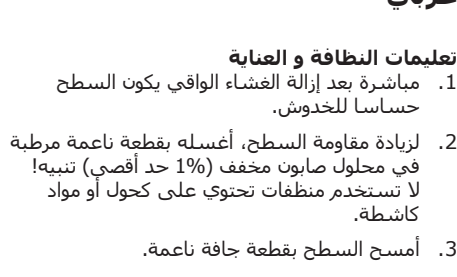 عربي
تعليمات النظافة و العناية
1. مباشرة بعد إزالة الغشاء الواقي يكون السطح
حساسا للخدوش.
2. لزيادة مقاومة السطح، أغسله بقطعة ناعمة مرطبة
في محلول صابون مخفف (1% حد أقصى) تنبيه!
لا تستخدم منظفات تحتوي على كحول أو مواد
كاشطة.
3. أمسح السطح بقطعة جافة ناعمة.